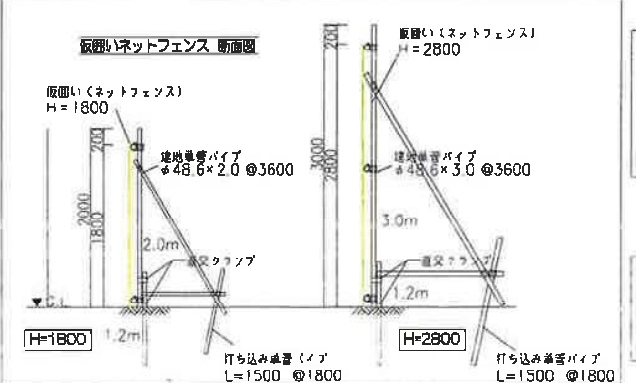 仮囲いネットフェンス 断面図
仮囲い(ネットフェンス)
H=1800
200
2000
1800
建地単管パイプ
φ48.6×2.0 @3600
2.0m
直交クランプ
▼G.L
1.2m
H=1800
打ち込み単管パイプ
L=1500 @1800
仮囲い(ネットフェンス)
H=2800
200
3000
2800
建地単管パイプ
φ48.6×3.0 @3600
3.0m
直交クランプ
1.2m
H=2800
打ち込み単管パイプ
L=1500 @1800